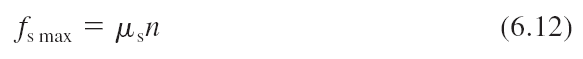 f_s max = μ_s n (6.12)